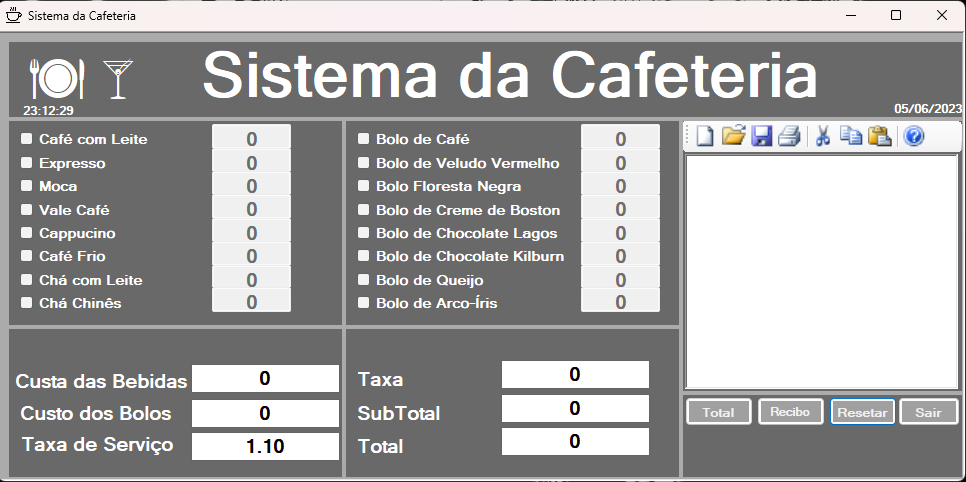 Sistema da Cafeteria
Sistema da Cafeteria
23:12:29
05/06/2023
Café com Leite 0
Expresso 0
Moca 0
Vale Café 0
Cappucino 0
Café Frio 0
Chá com Leite 0
Chá Chinês 0
Bolo de Café 0
Bolo de Veludo Vermelho 0
Bolo Floresta Negra 0
Bolo de Creme de Boston 0
Bolo de Chocolate Lagos 0
Bolo de Chocolate Kilburn 0
Bolo de Queijo 0
Bolo de Arco-Íris 0
Custa das Bebidas 0
Custo dos Bolos 0
Taxa de Serviço 1.10
Taxa 0
SubTotal 0
Total 0
Total Recibo Resetar Sair